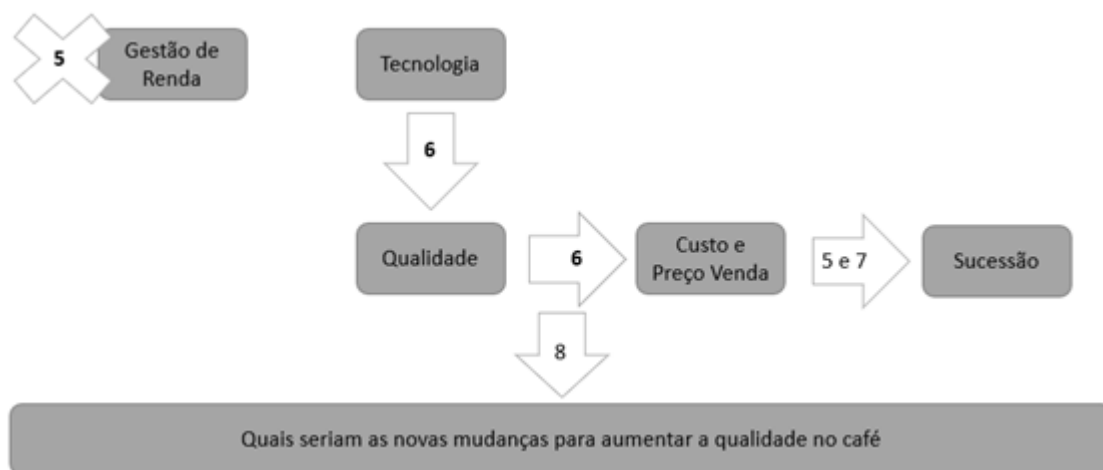 5
Gestão de
Renda
Tecnologia
6
Qualidade
6
Custo e
Preço Venda
5 e 7
Sucessão
8
Quais seriam as novas mudanças para aumentar a qualidade no café